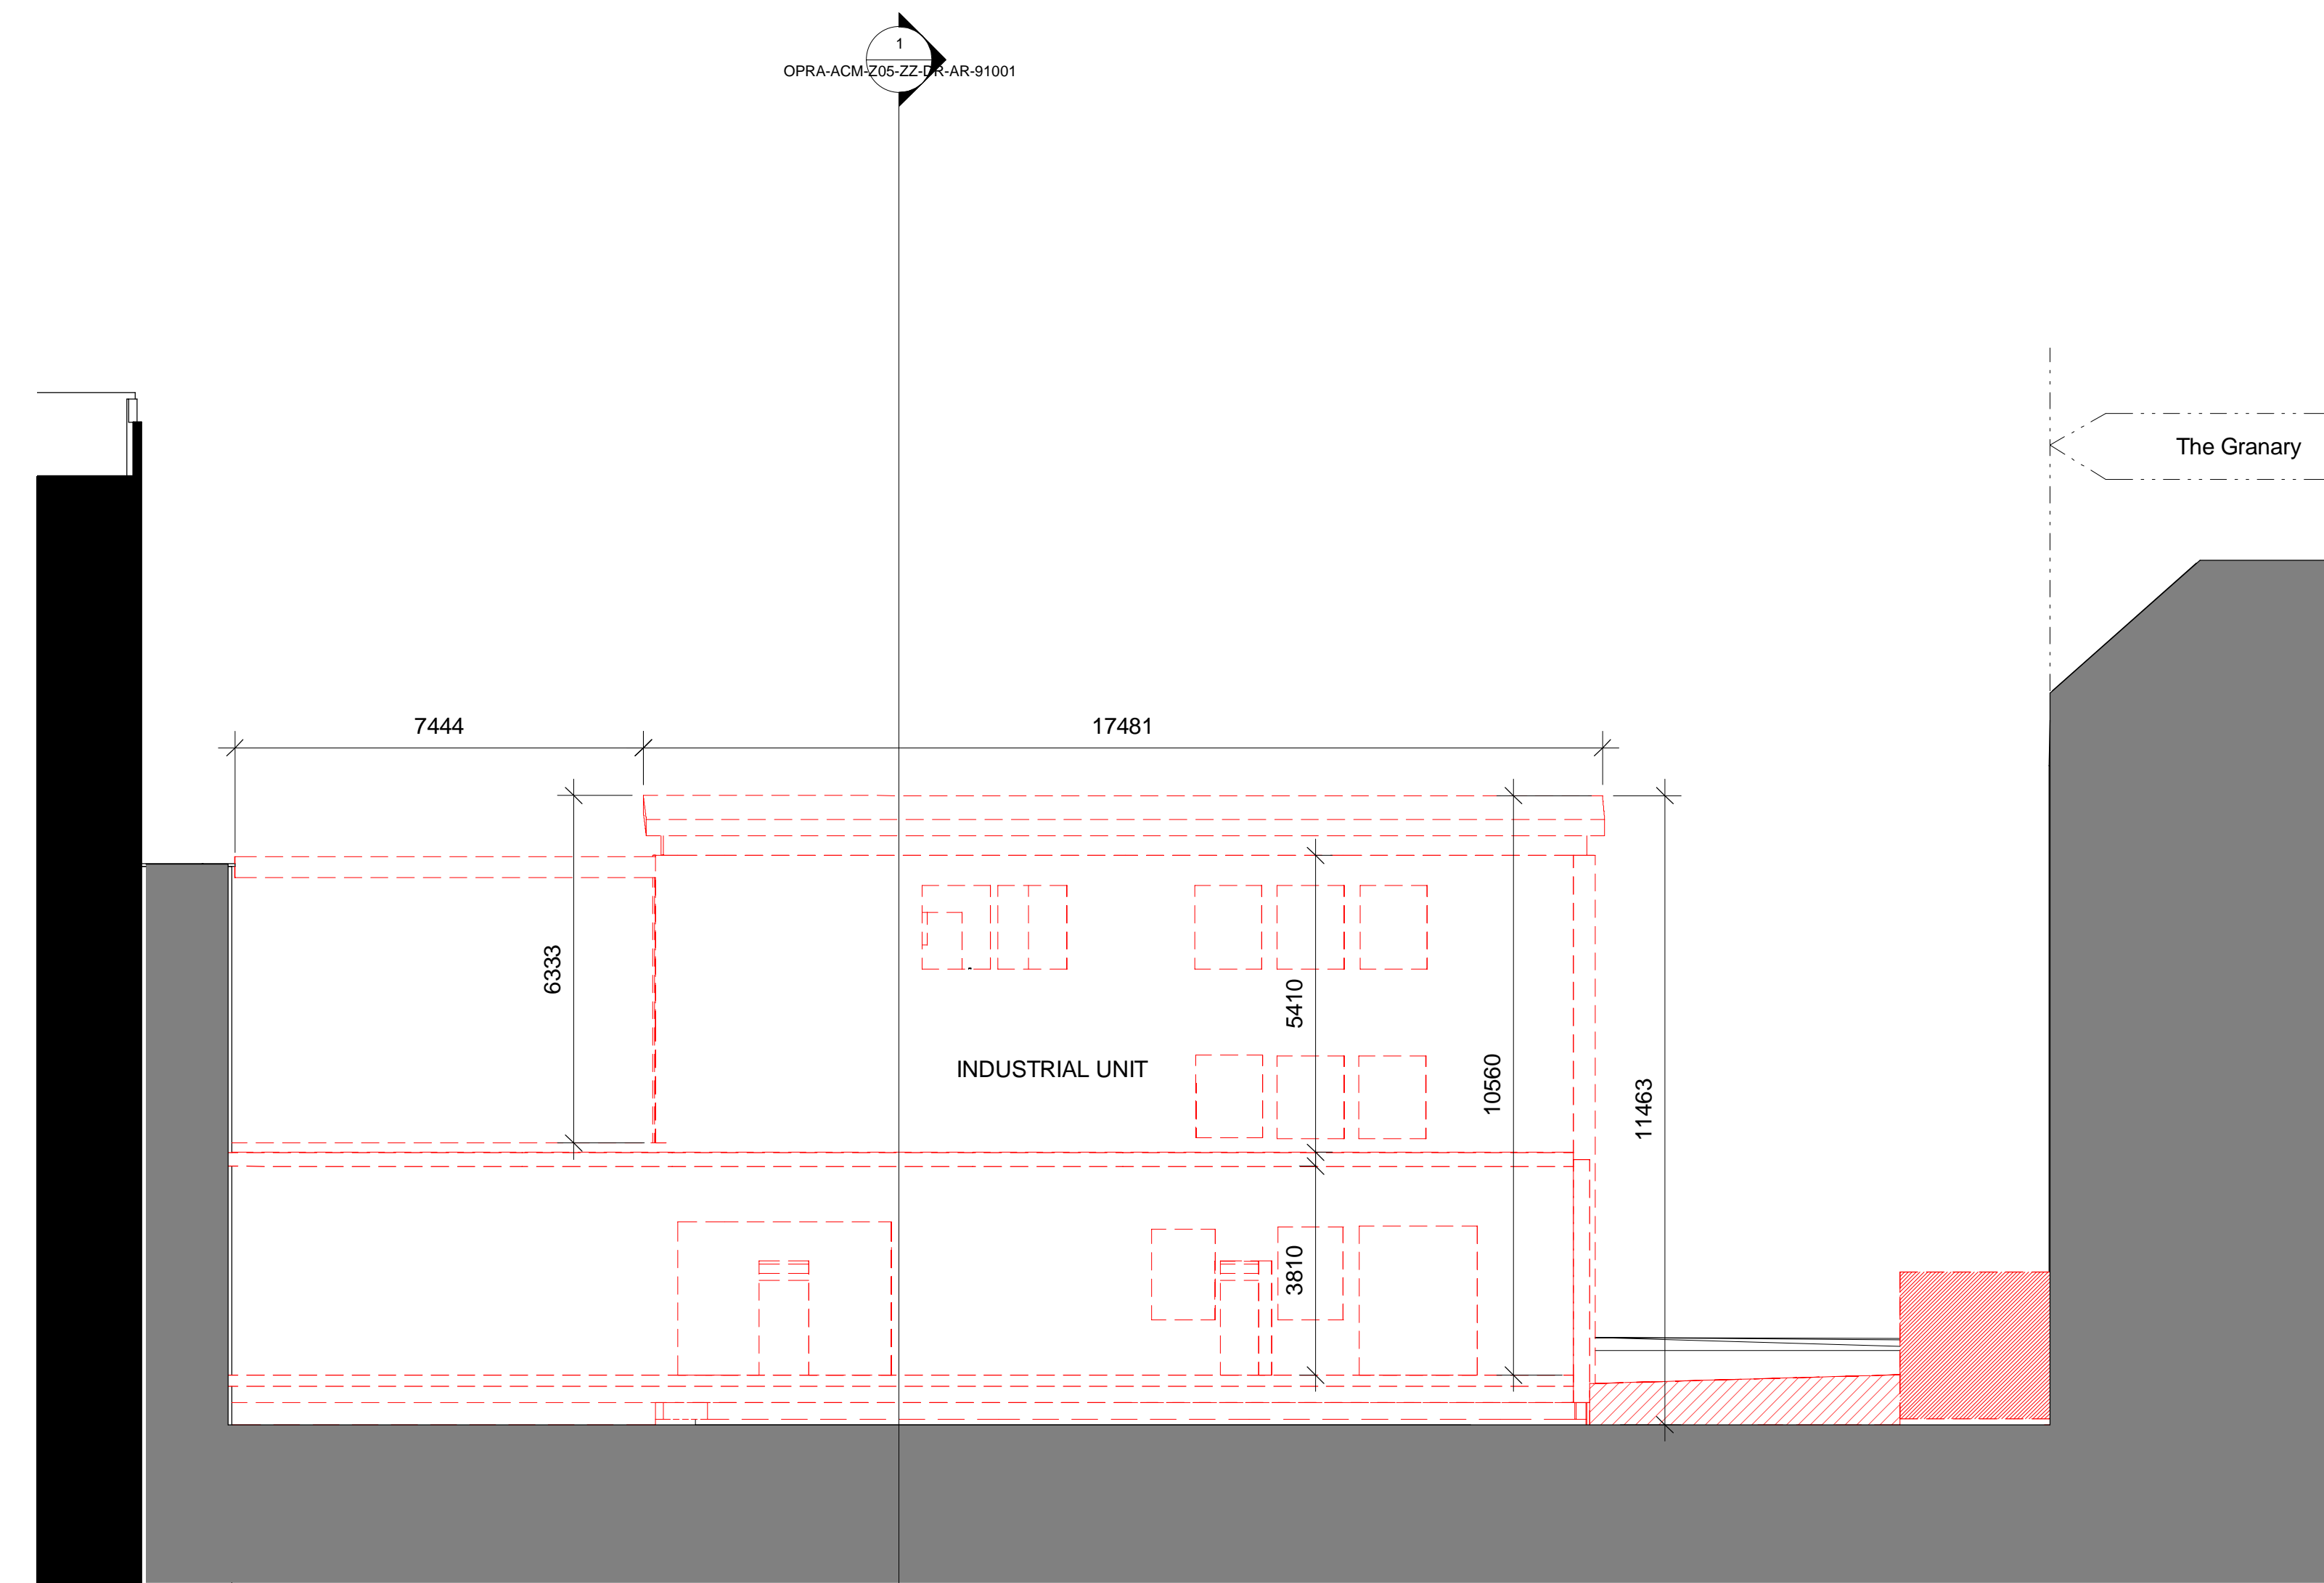 1
OPRA-ACM-Z05-ZZ-DR-AR-91001
The Granary
7444
17481
6333
5410
INDUSTRIAL UNIT
10560
11463
3810